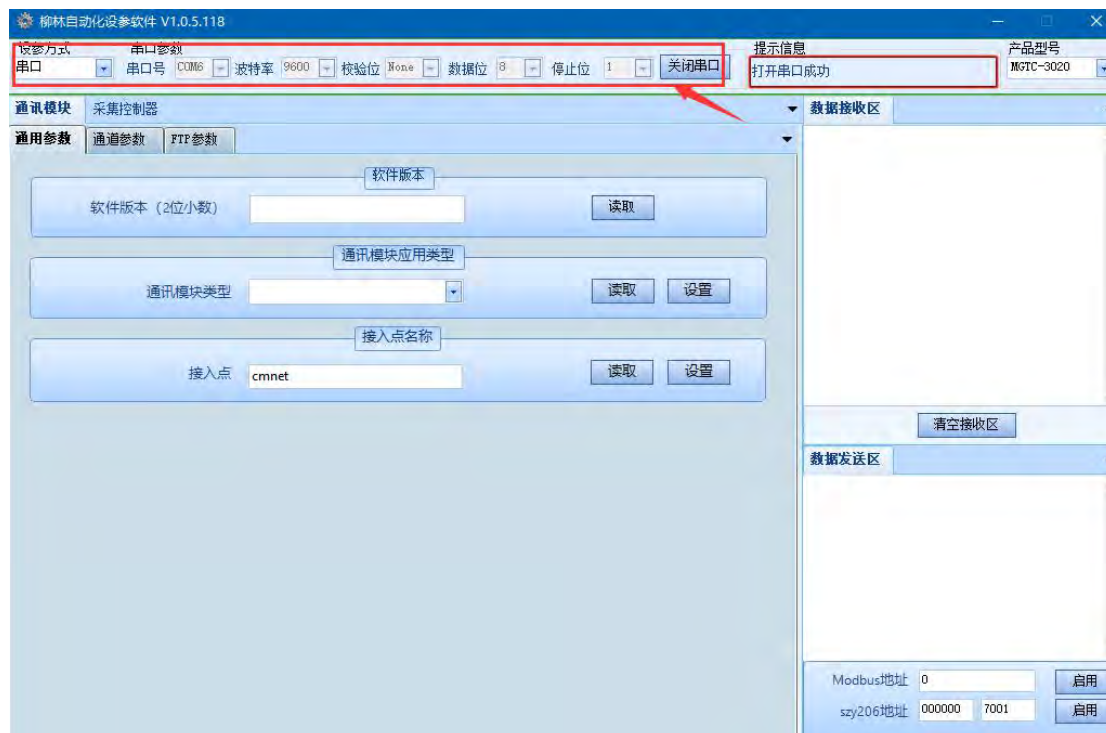 柳林自动化设参软件 V1.0.5.118
设参方式 串口参数 提示信息 产品型号
串口 串口号 COM6 波特率 9600 校验位 None 数据位 8 停止位 1 关闭串口 打开串口成功 MGTC-3020
通讯模块 采集控制器 数据接收区
通用参数 通道参数 FTP参数
软件版本
软件版本（2位小数） 读取
通讯模块应用类型
通讯模块类型 读取 设置
接入点名称
接入点 cmnet 读取 设置
清空接收区
数据发送区
Modbus地址 0 启用
szy206地址 000000 7001 启用